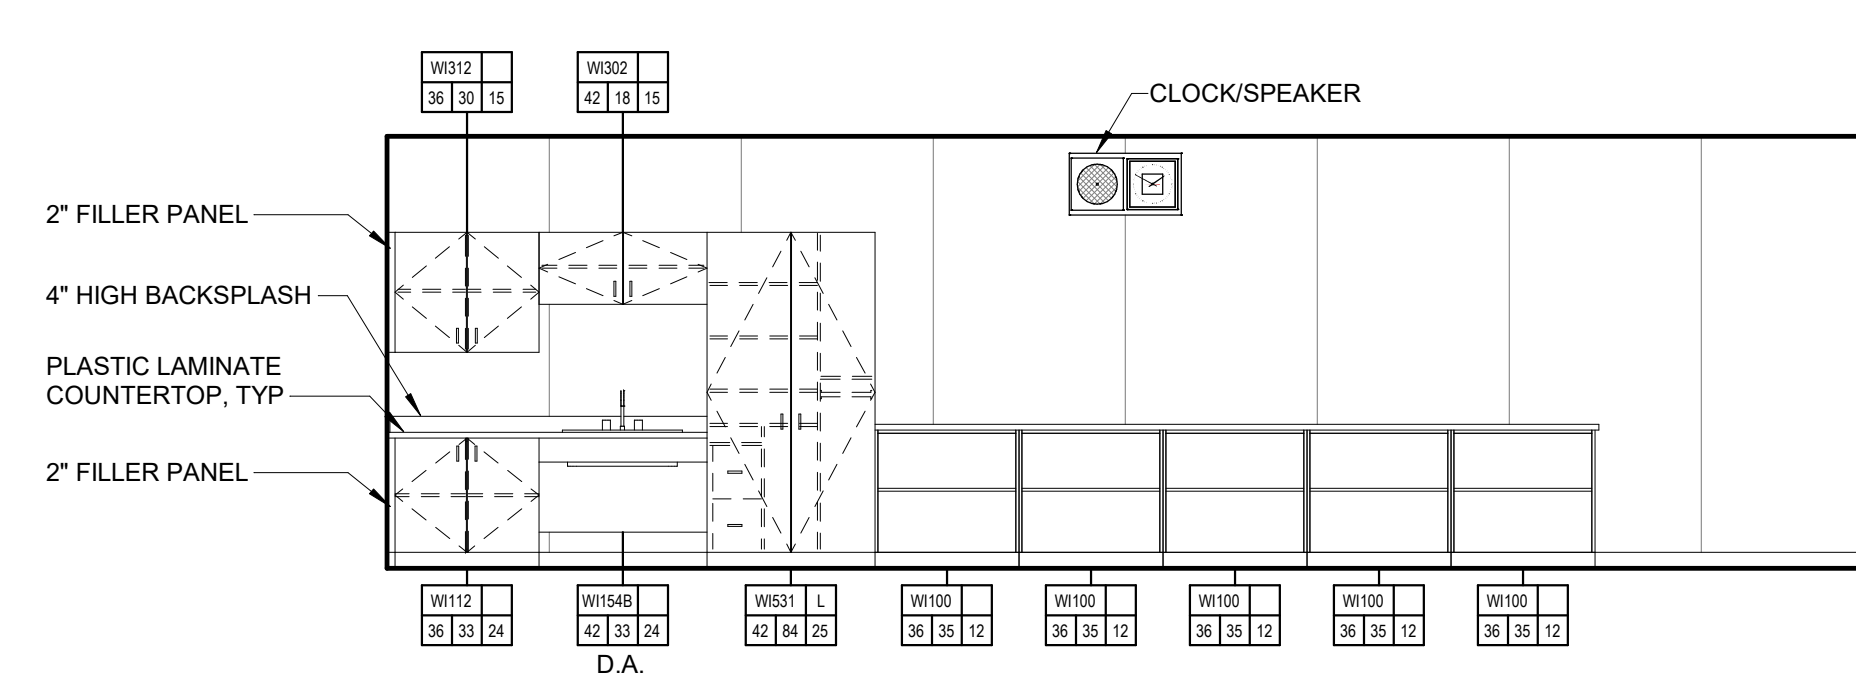 WI312
36 30 15
WI302
42 18 15
CLOCK/SPEAKER
2" FILLER PANEL
4" HIGH BACKSPLASH
PLASTIC LAMINATE
COUNTERTOP, TYP
2" FILLER PANEL
WI112
36 33 24
WI154B
42 33 24
D.A.
WI531 L
42 84 25
WI100
36 35 12
WI100
36 35 12
WI100
36 35 12
WI100
36 35 12
WI100
36 35 12